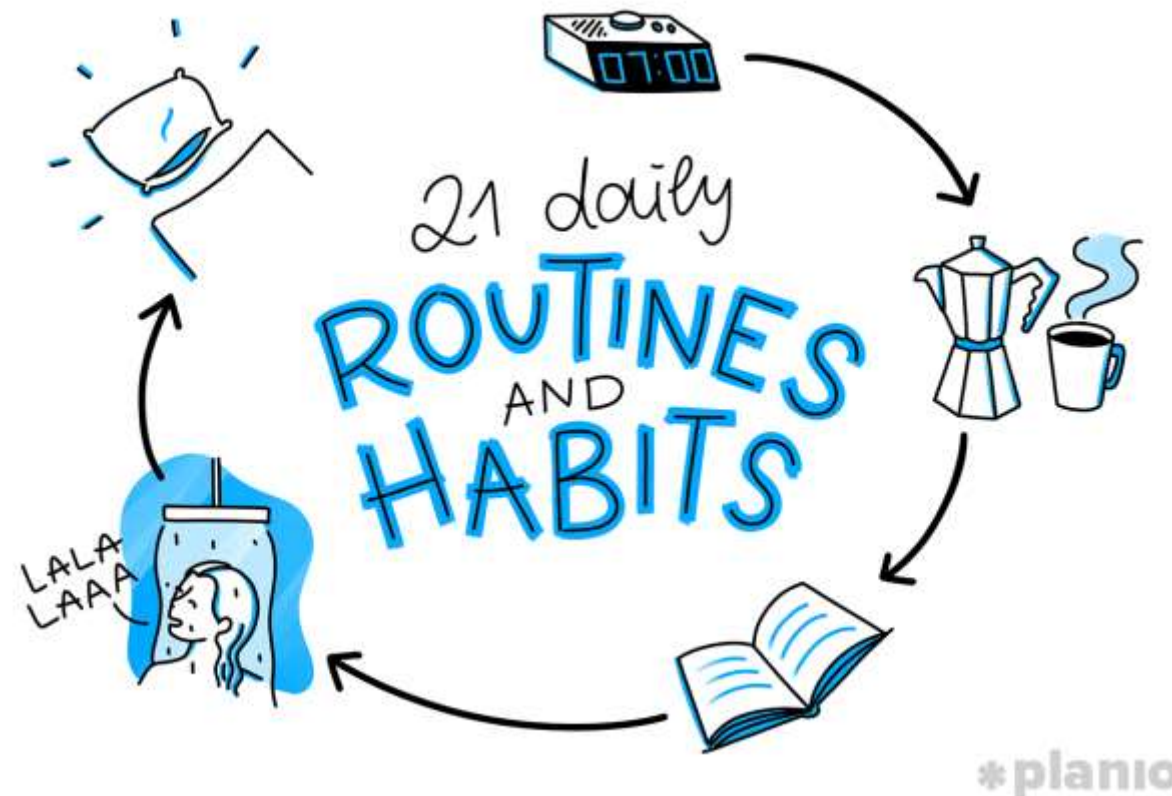 07:00
21 daily
ROUTINES
AND
HABITS
LALA
LAAA
*planio